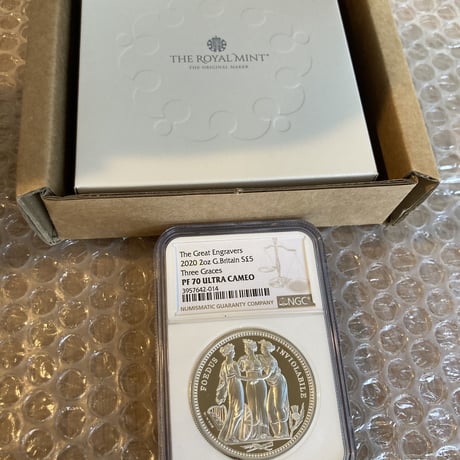 THE ROYAL MINT®
THE ORIGINAL MAKER
The Great Engravers
2020 2oz G.Britain S£5
Three Graces
PF 70 ULTRA CAMEO
3957642-014
NUMISMATIC GUARANTY COMPANY
NGC
FOEDUS INVIOLABILE